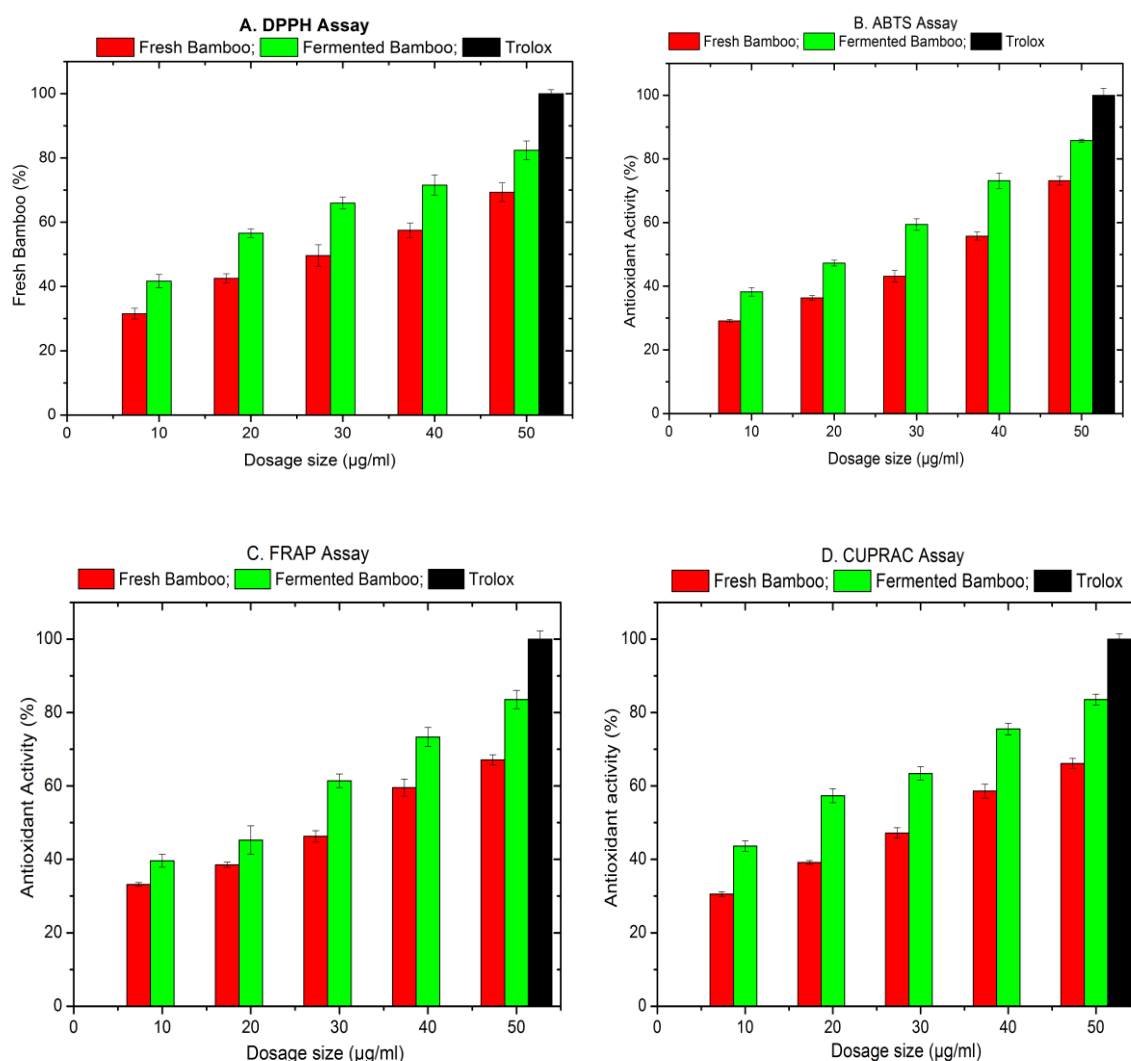 A. DPPH Assay
Fresh Bamboo; Fermented Bamboo; Trolox
Fresh Bamboo (%)
100
80
60
40
20
0
0 10 20 30 40 50
Dosage size (µg/ml)
B. ABTS Assay
Fresh Bamboo; Fermented Bamboo; Trolox
Antioxidant Activity (%)
100
80
60
40
20
0
0 10 20 30 40 50
Dosage size (µg/ml)
C. FRAP Assay
Fresh Bamboo; Fermented Bamboo; Trolox
Antioxidant Activity (%)
100
80
60
40
20
0
0 10 20 30 40 50
Dosage size (µg/ml)
D. CUPRAC Assay
Fresh Bamboo; Fermented Bamboo; Trolox
Antioxidant activity (%)
100
80
60
40
20
0
0 10 20 30 40 50
Dosage size (µg/ml)